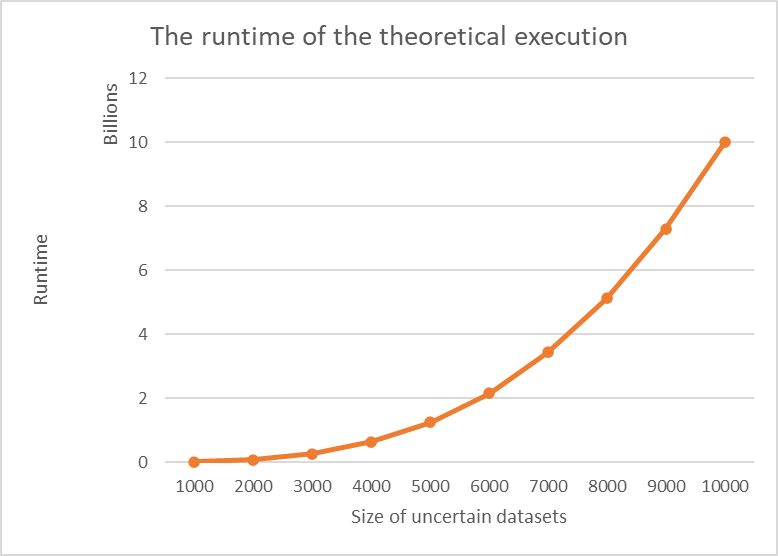 The runtime of the theoretical execution
Billions
Runtime
12
10
8
6
4
2
0
1000 2000 3000 4000 5000 6000 7000 8000 9000 10000
Size of uncertain datasets